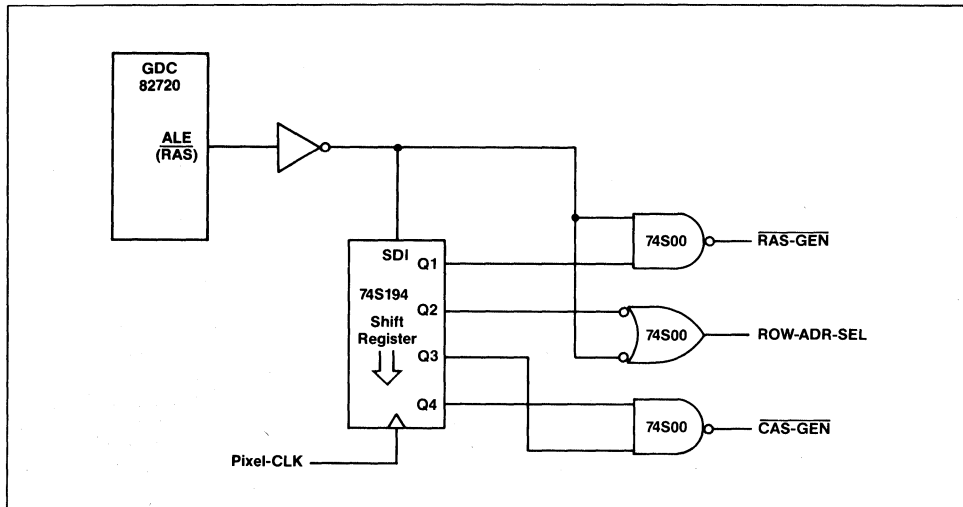 GDC
82720
ALE
(RAS)
SDI
Q1
74S194
Q2
Shift
Register
Q3
Q4
Pixel-CLK
74S00
RAS-GEN
74S00
ROW-ADR-SEL
74S00
CAS-GEN